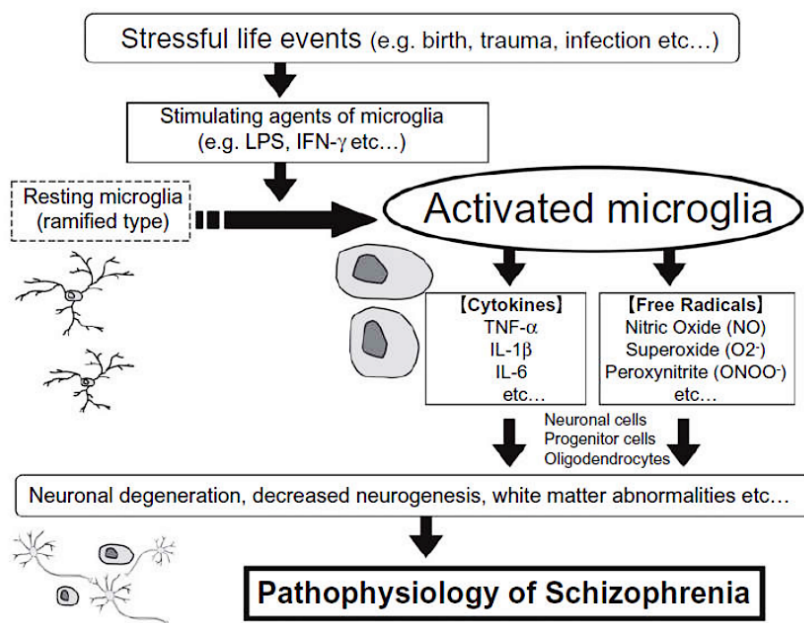 Stressful life events (e.g. birth, trauma, infection etc…)
Stimulating agents of microglia
(e.g. LPS, IFN-γ etc…)
Resting microglia
(ramified type)
Activated microglia
【Cytokines】
TNF-α
IL-1β
IL-6
etc…
【Free Radicals】
Nitric Oxide (NO)
Superoxide (O2⁻)
Peroxynitrite (ONOO⁻)
etc…
Neuronal cells
Progenitor cells
Oligodendrocytes
Neuronal degeneration, decreased neurogenesis, white matter abnormalities etc…
Pathophysiology of Schizophrenia